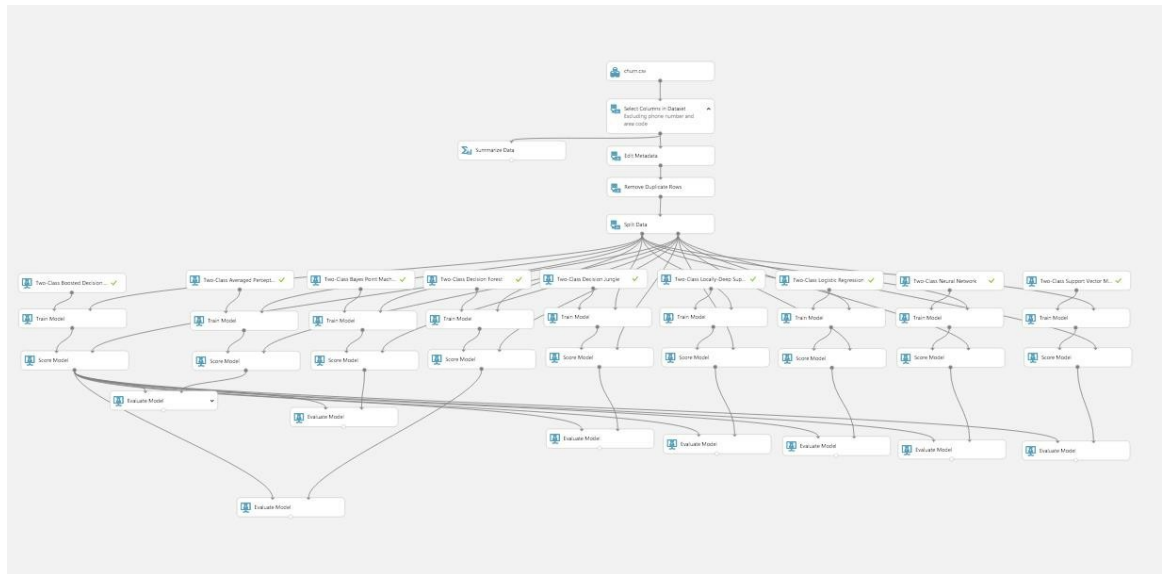 churn.csv
Select Columns in Dataset
Excluding phone number and
area code
Summarize Data
Edit Metadata
Remove Duplicate Rows
Split Data
Two-Class Boosted Decision ...
Two-Class Averaged Percept...
Two-Class Bayes Point Mach...
Two-Class Decision Forest
Two-Class Decision Jungle
Two-Class Locally-Deep Sup...
Two-Class Logistic Regression
Two-Class Neural Network
Two-Class Support Vector M...
Train Model
Train Model
Train Model
Train Model
Train Model
Train Model
Train Model
Train Model
Train Model
Score Model
Score Model
Score Model
Score Model
Score Model
Score Model
Score Model
Score Model
Score Model
Evaluate Model
Evaluate Model
Evaluate Model
Evaluate Model
Evaluate Model
Evaluate Model
Evaluate Model
Evaluate Model